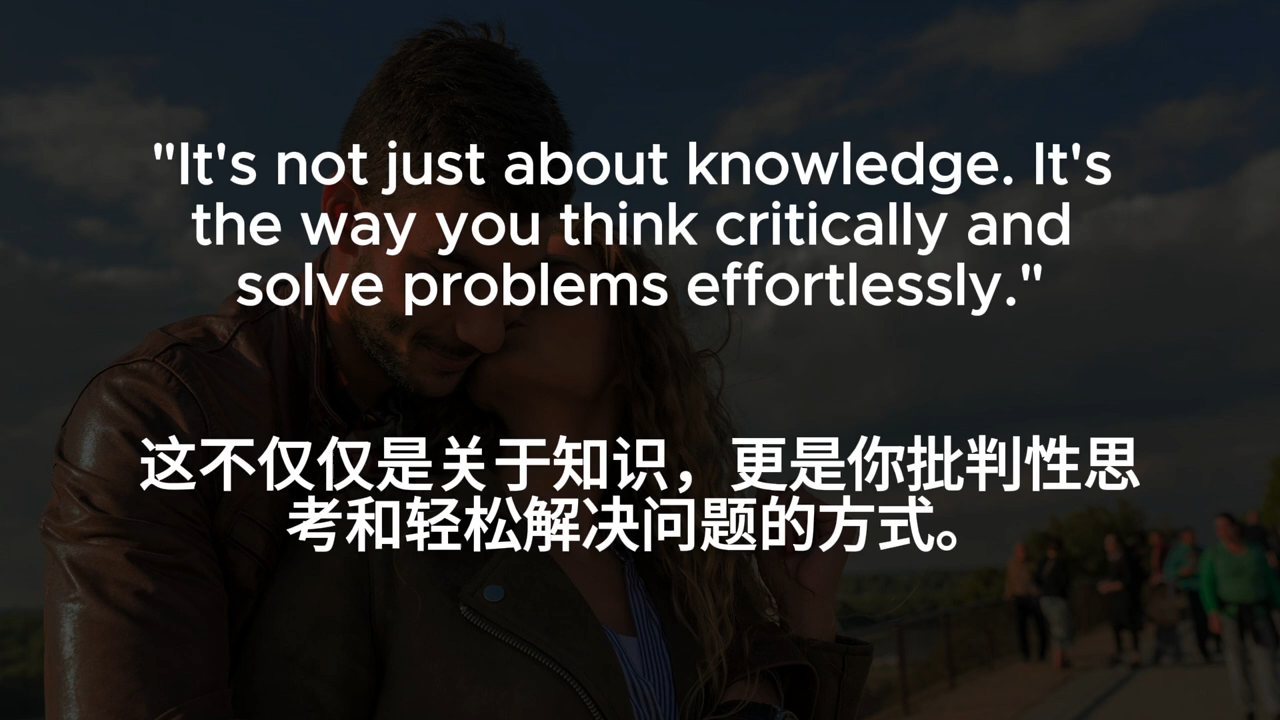 "It's not just about knowledge. It's
the way you think critically and
solve problems effortlessly."
这不仅仅是关于知识，更是你批判性思
考和轻松解决问题的方式。